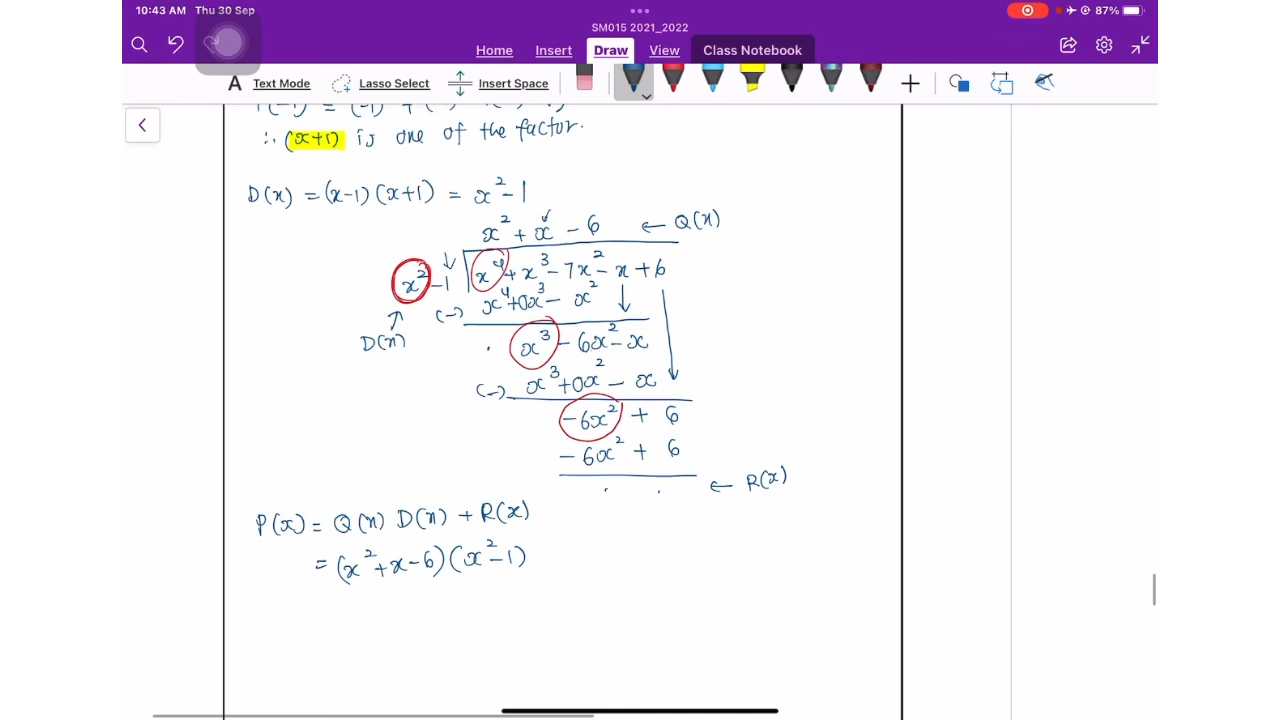 10:43 AM Thu 30 Sep
87%
SM015 2021_2022
Home Insert Draw View Class Notebook
A Text Mode Lasso Select Insert Space
∴ (x+1) is one of the factor.
D(x) = (x-1)(x+1) = x² - 1
x² + x - 6 ← Q(x)
x² - 1 x⁴ + x³ - 7x² - x + 6
(-) x⁴ + 0x³ - x²
D(x) x³ - 6x² - x
(-) x³ + 0x² - x
-6x² + 6
-6x² + 6
← R(x)
P(x) = Q(x) D(x) + R(x)
= (x² + x - 6)(x² - 1)